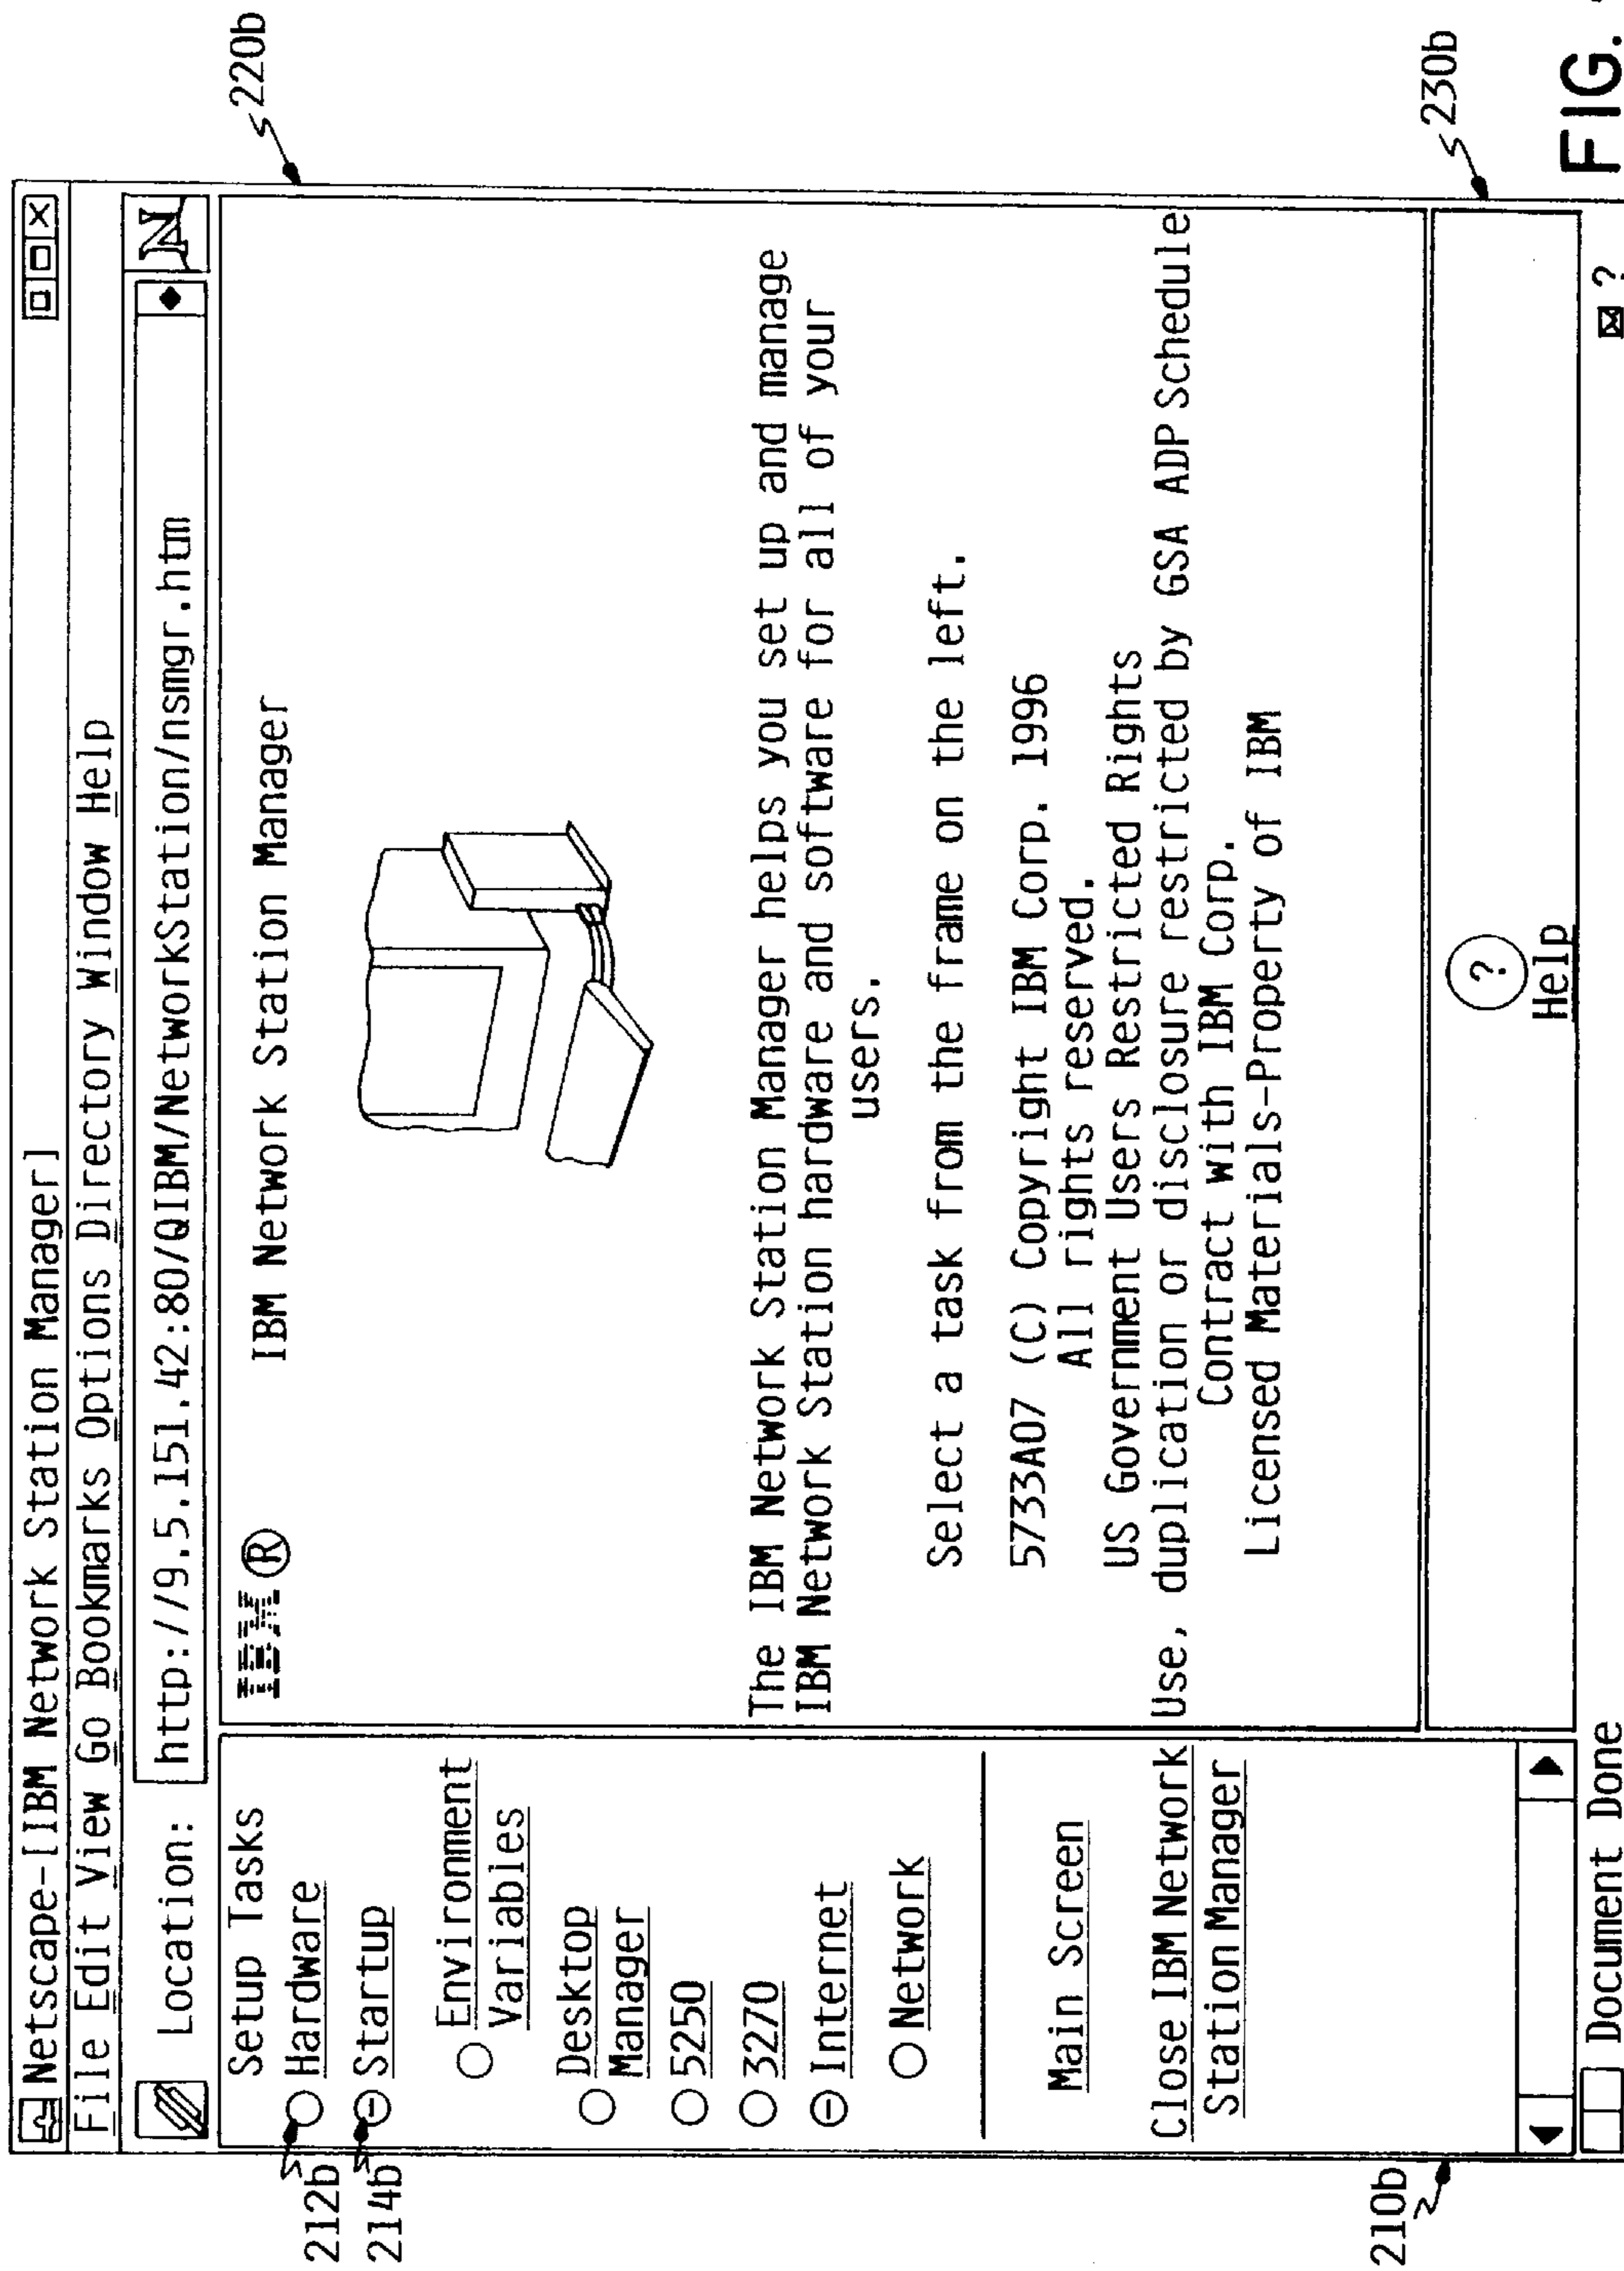 Netscape-[IBM Network Station Manager]
File Edit View Go Bookmarks Options Directory Window Help
Location: http://9.5.151.42:80/QIBM/NetworkStation/nsmgr.htm
N
Setup Tasks
Hardware
Startup
Environment
Variables
Desktop
Manager
5250
3270
Internet
Network
Main Screen
Close IBM Network
Station Manager
IBM®
IBM Network Station Manager
The IBM Network Station Manager helps you set up and manage
IBM Network Station hardware and software for all of your
users.
Select a task from the frame on the left.
5733A07 (C) Copyright IBM Corp. 1996
All rights reserved.
US Government Users Restricted Rights
Use, duplication or disclosure restricted by GSA ADP Schedule
Contract with IBM Corp.
Licensed Materials-Property of IBM
?
Help
Document Done
?
212b
214b
210b
220b
230b
FIG.